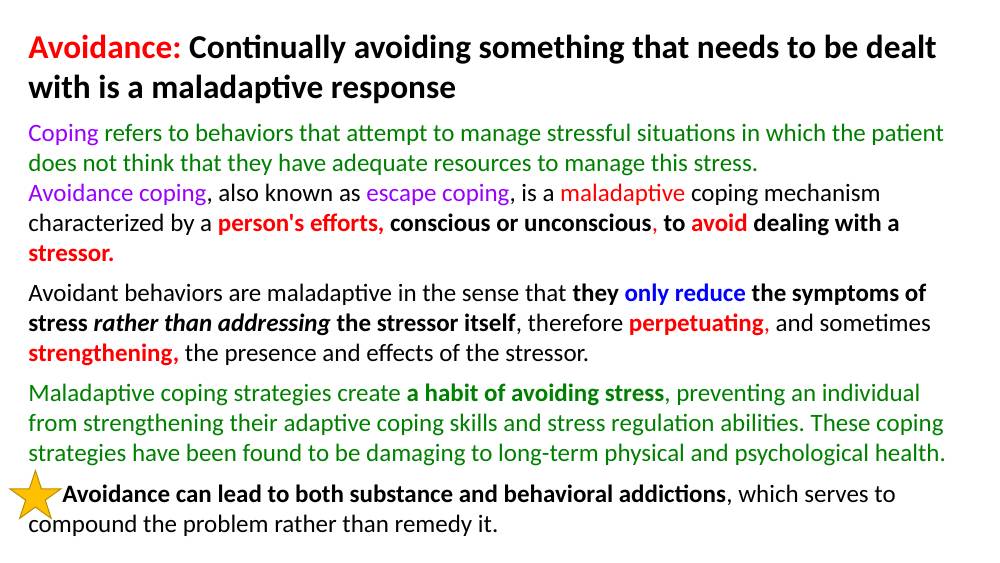 Avoidance: Continually avoiding something that needs to be dealt
with is a maladaptive response
Coping refers to behaviors that attempt to manage stressful situations in which the patient
does not think that they have adequate resources to manage this stress.
Avoidance coping, also known as escape coping, is a maladaptive coping mechanism
characterized by a person's efforts, conscious or unconscious, to avoid dealing with a
stressor.
Avoidant behaviors are maladaptive in the sense that they only reduce the symptoms of
stress rather than addressing the stressor itself, therefore perpetuating, and sometimes
strengthening, the presence and effects of the stressor.
Maladaptive coping strategies create a habit of avoiding stress, preventing an individual
from strengthening their adaptive coping skills and stress regulation abilities. These coping
strategies have been found to be damaging to long-term physical and psychological health.
Avoidance can lead to both substance and behavioral addictions, which serves to
compound the problem rather than remedy it.